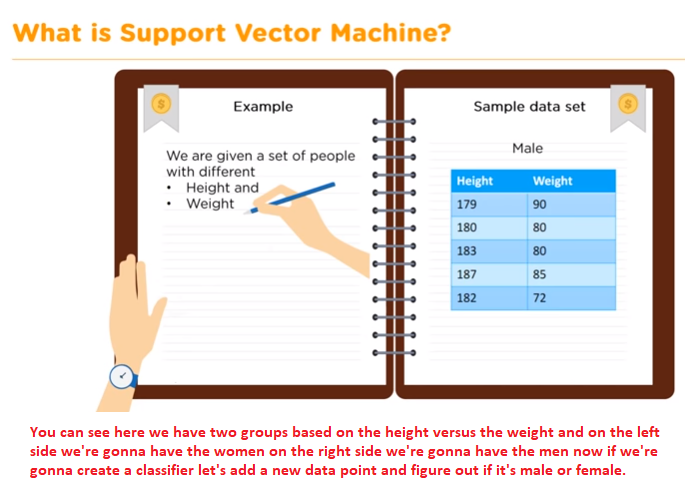 What is Support Vector Machine?
Example
We are given a set of people
with different
• Height and
• Weight
Sample data set
Male
Height Weight
179 90
180 80
183 80
187 85
182 72
You can see here we have two groups based on the height versus the weight and on the left
side we're gonna have the women on the right side we're gonna have the men now if we're
gonna create a classifier let's add a new data point and figure out if it's male or female.